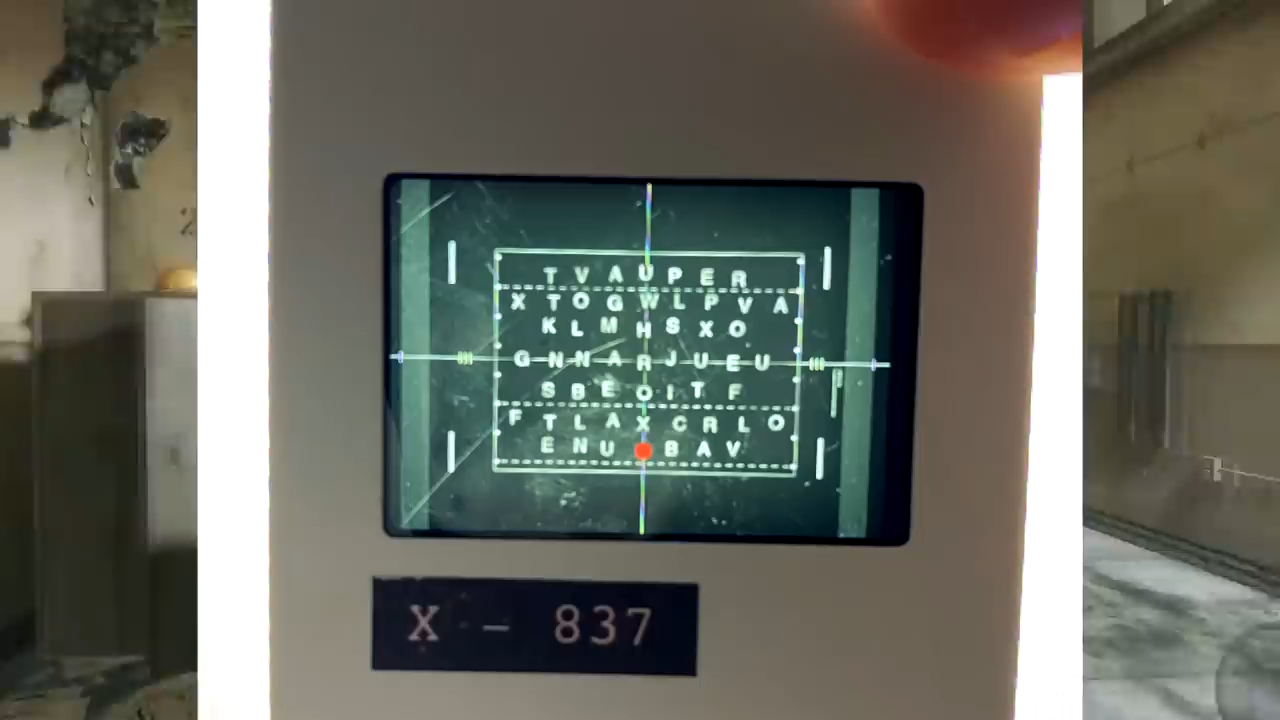 T V A U P E R
X T O G W L P V A
K L M H S X O
G N N A R J U E U
S B E O I T F
F T L A X C R L O
E N U B A V
X - 837